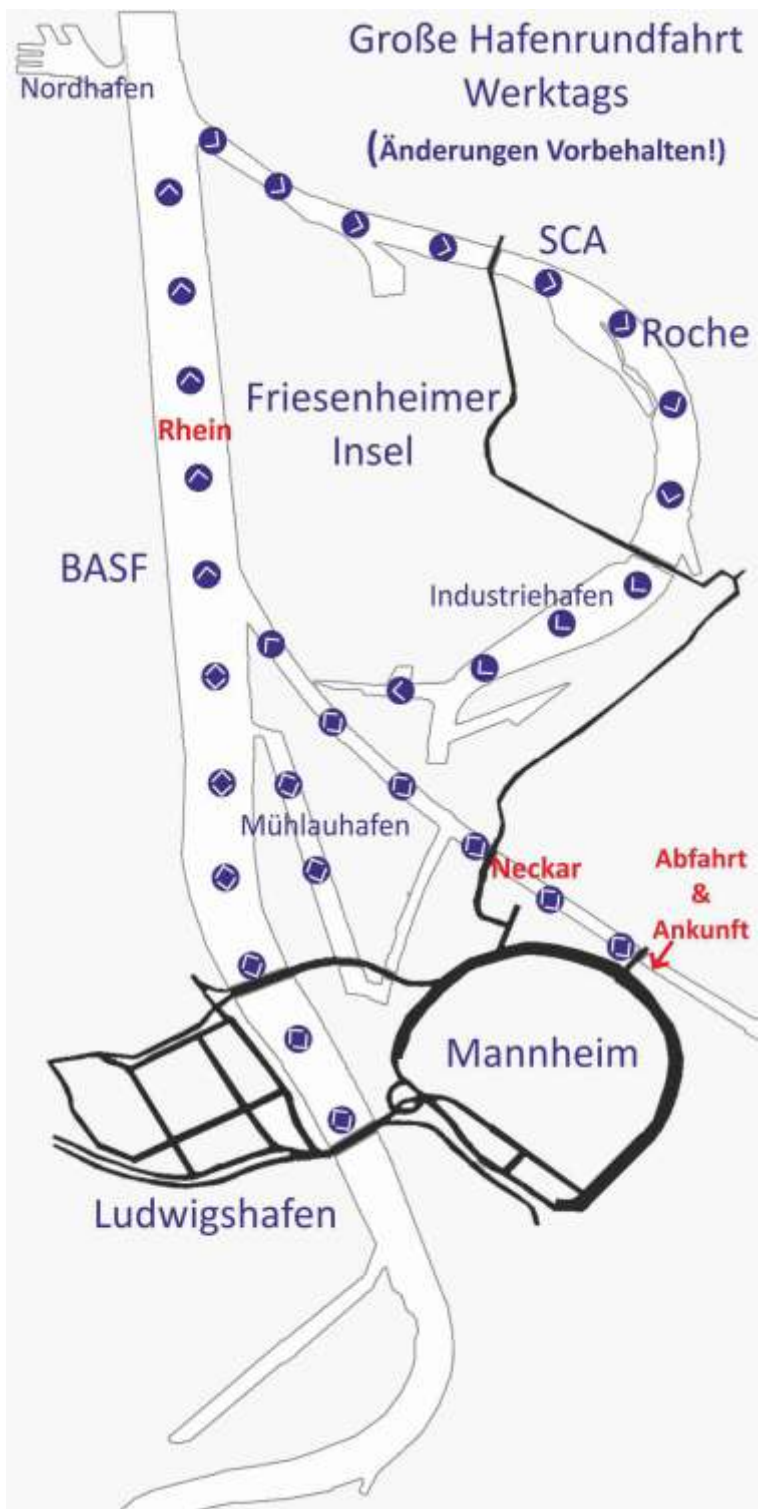 Große Hafenrundfahrt
Werktags
(Änderungen Vorbehalten!)
Nordhafen
SCA
Roche
Friesenheimer
Insel
Rhein
BASF
Industriehafen
Mühlauhafen
Neckar
Abfahrt
&
Ankunft
Mannheim
Ludwigshafen